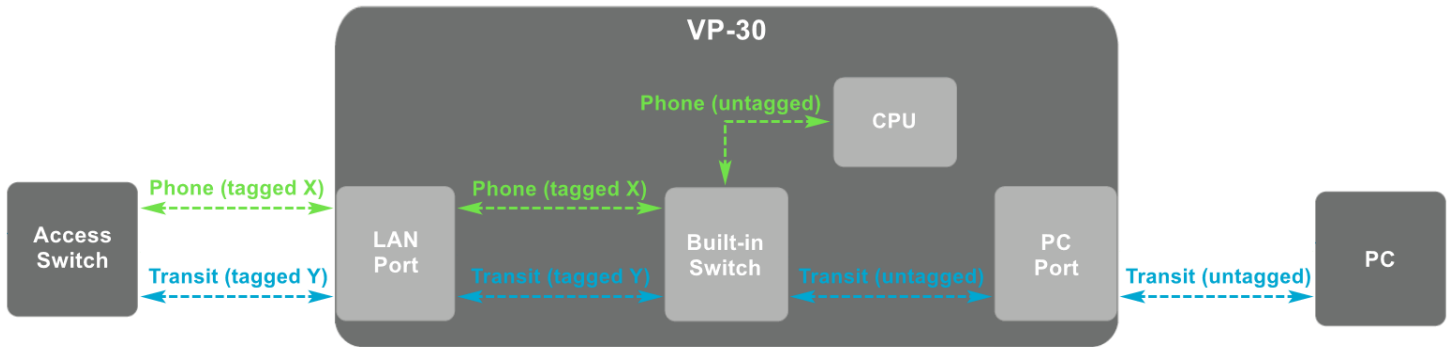 VP-30
Phone (untagged)
CPU
Phone (tagged X)
Phone (tagged X)
Access
Switch
LAN
Port
Built-in
Switch
PC
Port
PC
Transit (tagged Y)
Transit (tagged Y)
Transit (untagged)
Transit (untagged)